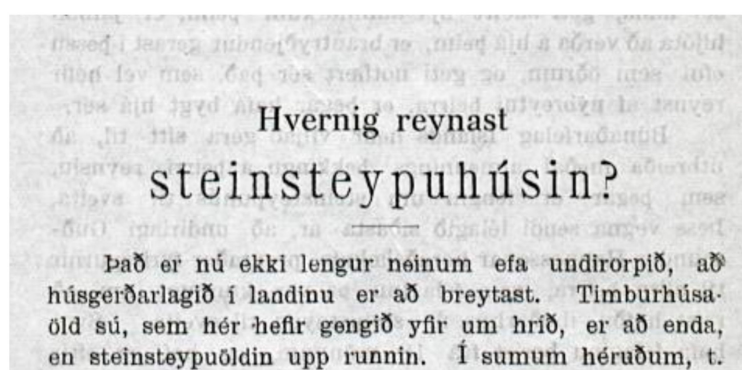 Hvernig reynast
steinsteypuhúsin?
Það er nú ekki lengur neinum efa undirorpið, að
húsgerðarlagið í landinu er að breytast. Timburhúsa-
öld sú, sem hér hefir gengið yfir um hríð, er að enda,
en steinsteypuöldin upp runnin. Í sumum héruðum, t.